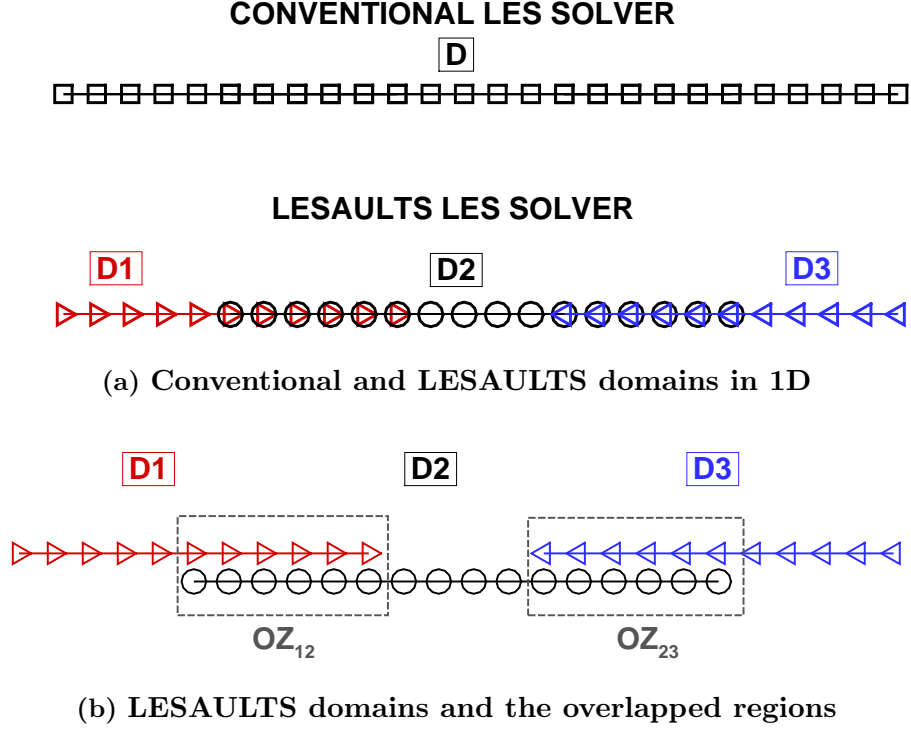 CONVENTIONAL LES SOLVER
D
LESAULTS LES SOLVER
D1 D2 D3
(a) Conventional and LESAULTS domains in 1D
D1 D2 D3
OZ12 OZ23
(b) LESAULTS domains and the overlapped regions